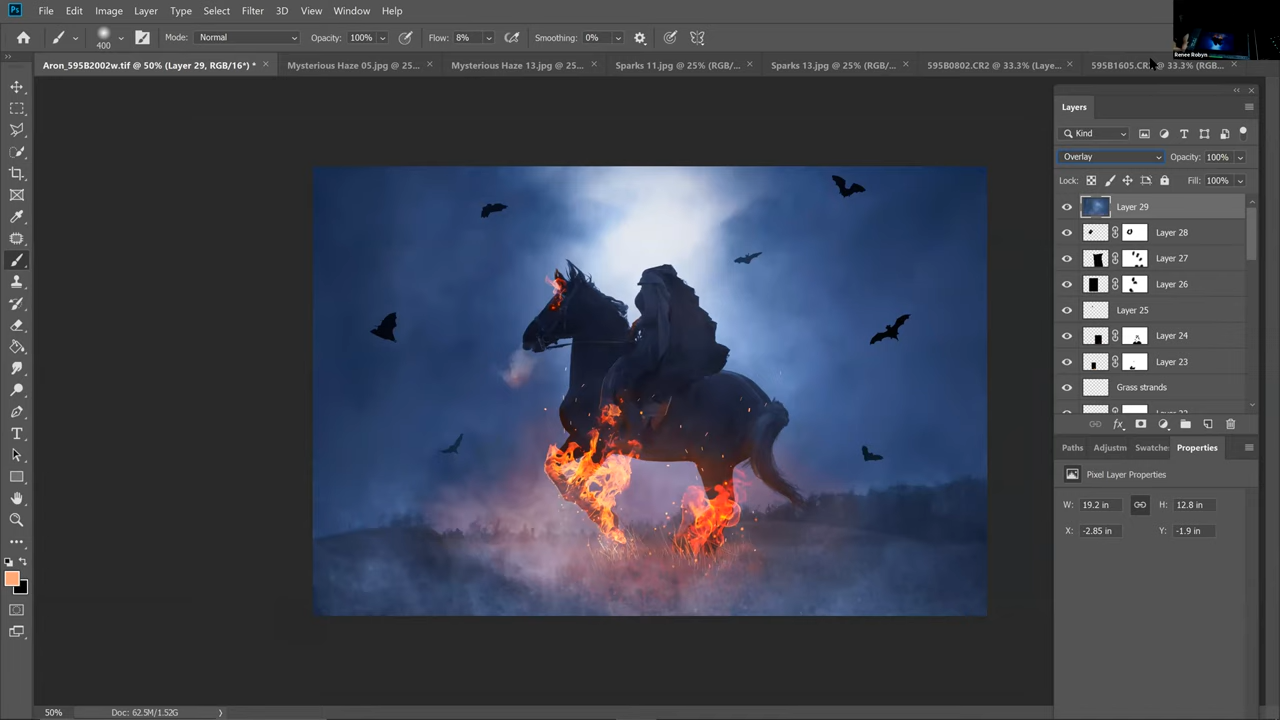 Ps File Edit Image Layer Type Select Filter 3D View Window Help
400 Mode: Normal Opacity: 100% Flow: 8% Smoothing: 0%
Renee Robyn
Aron_595B2002w.tif @ 50% (Layer 29, RGB/16*) * × Mysterious Haze 05.jpg @ 25... × Mysterious Haze 13.jpg @ 25... × Sparks 11.jpg @ 25% (RGB/... × Sparks 13.jpg @ 25% (RGB/... × 595B0802.CR2 @ 33.3% (Laye... × 595B1605.CR2 @ 33.3% (RGB... ×
Layers
Kind
Overlay Opacity: 100%
Lock: Fill: 100%
Layer 29
Layer 28
Layer 27
Layer 26
Layer 25
Layer 24
Layer 23
Grass strands
fx
Paths Adjustm Swatche: Properties
Pixel Layer Properties
W: 19.2 in H: 12.8 in
X: -2.85 in Y: -1.9 in
50% Doc: 62.5M/1.52G